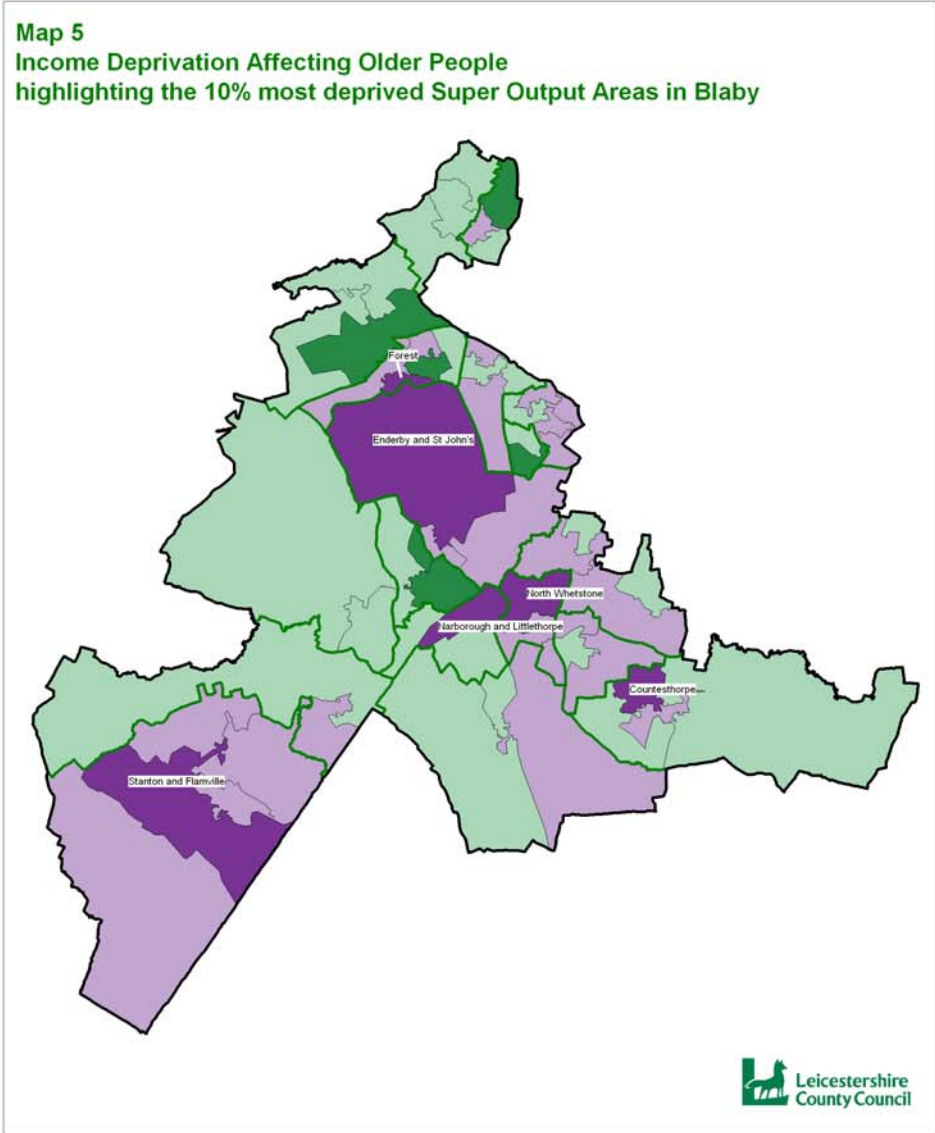 Map 5
Income Deprivation Affecting Older People
highlighting the 10% most deprived Super Output Areas in Blaby
Forest
Enderby and St John's
North Whetstone
Narborough and Littlethorpe
Countesthorpe
Stanton and Flamville
Leicestershire
County Council